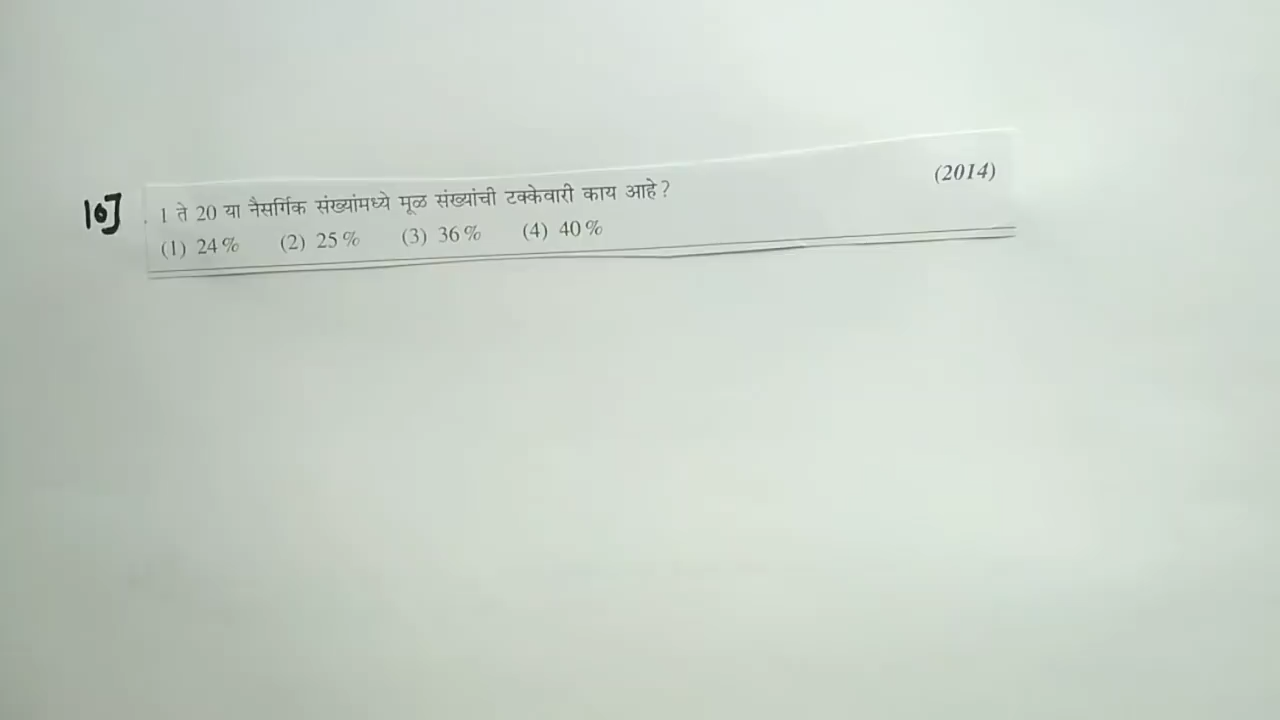 (2014)
10] 1 ते 20 या नैसर्गिक संख्यांमध्ये मूळ संख्यांची टक्केवारी काय आहे?
(1) 24% (2) 25% (3) 36% (4) 40%